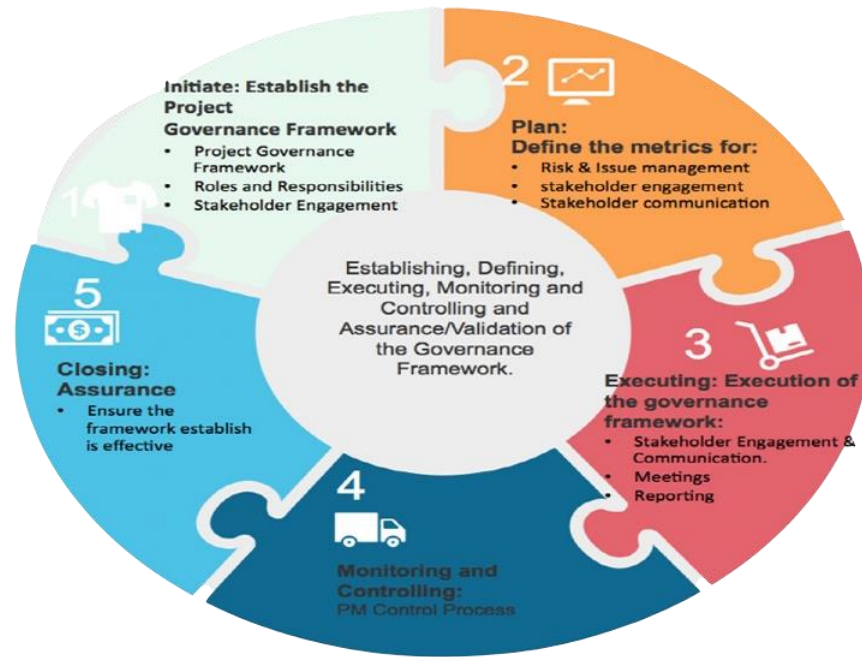 1
Initiate: Establish the
Project
Governance Framework
• Project Governance
Framework
• Roles and Responsibilities
• Stakeholder Engagement
2
Plan:
Define the metrics for:
• Risk & Issue management
• stakeholder engagement
• Stakeholder communication
3
Executing: Execution of
the governance
framework:
• Stakeholder Engagement &
Communication.
• Meetings
• Reporting
4
Monitoring and
Controlling:
PM Control Process
5
Closing:
Assurance
• Ensure the
framework establish
is effective
Establishing, Defining,
Executing, Monitoring and
Controlling and
Assurance/Validation of
the Governance
Framework.